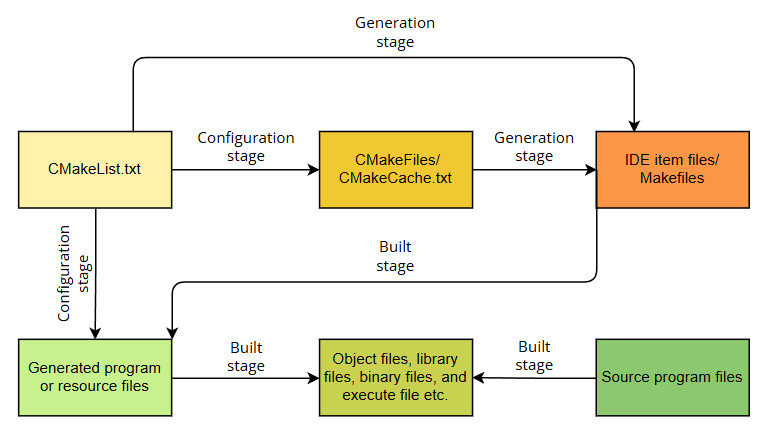 Generation
stage
CMakeList.txt
Configuration
stage
CMakeFiles/
CMakeCache.txt
Generation
stage
IDE item files/
Makefiles
Configuration
stage
Built
stage
Generated program
or resource files
Built
stage
Object files, library
files, binary files, and
execute file etc.
Built
stage
Source program files